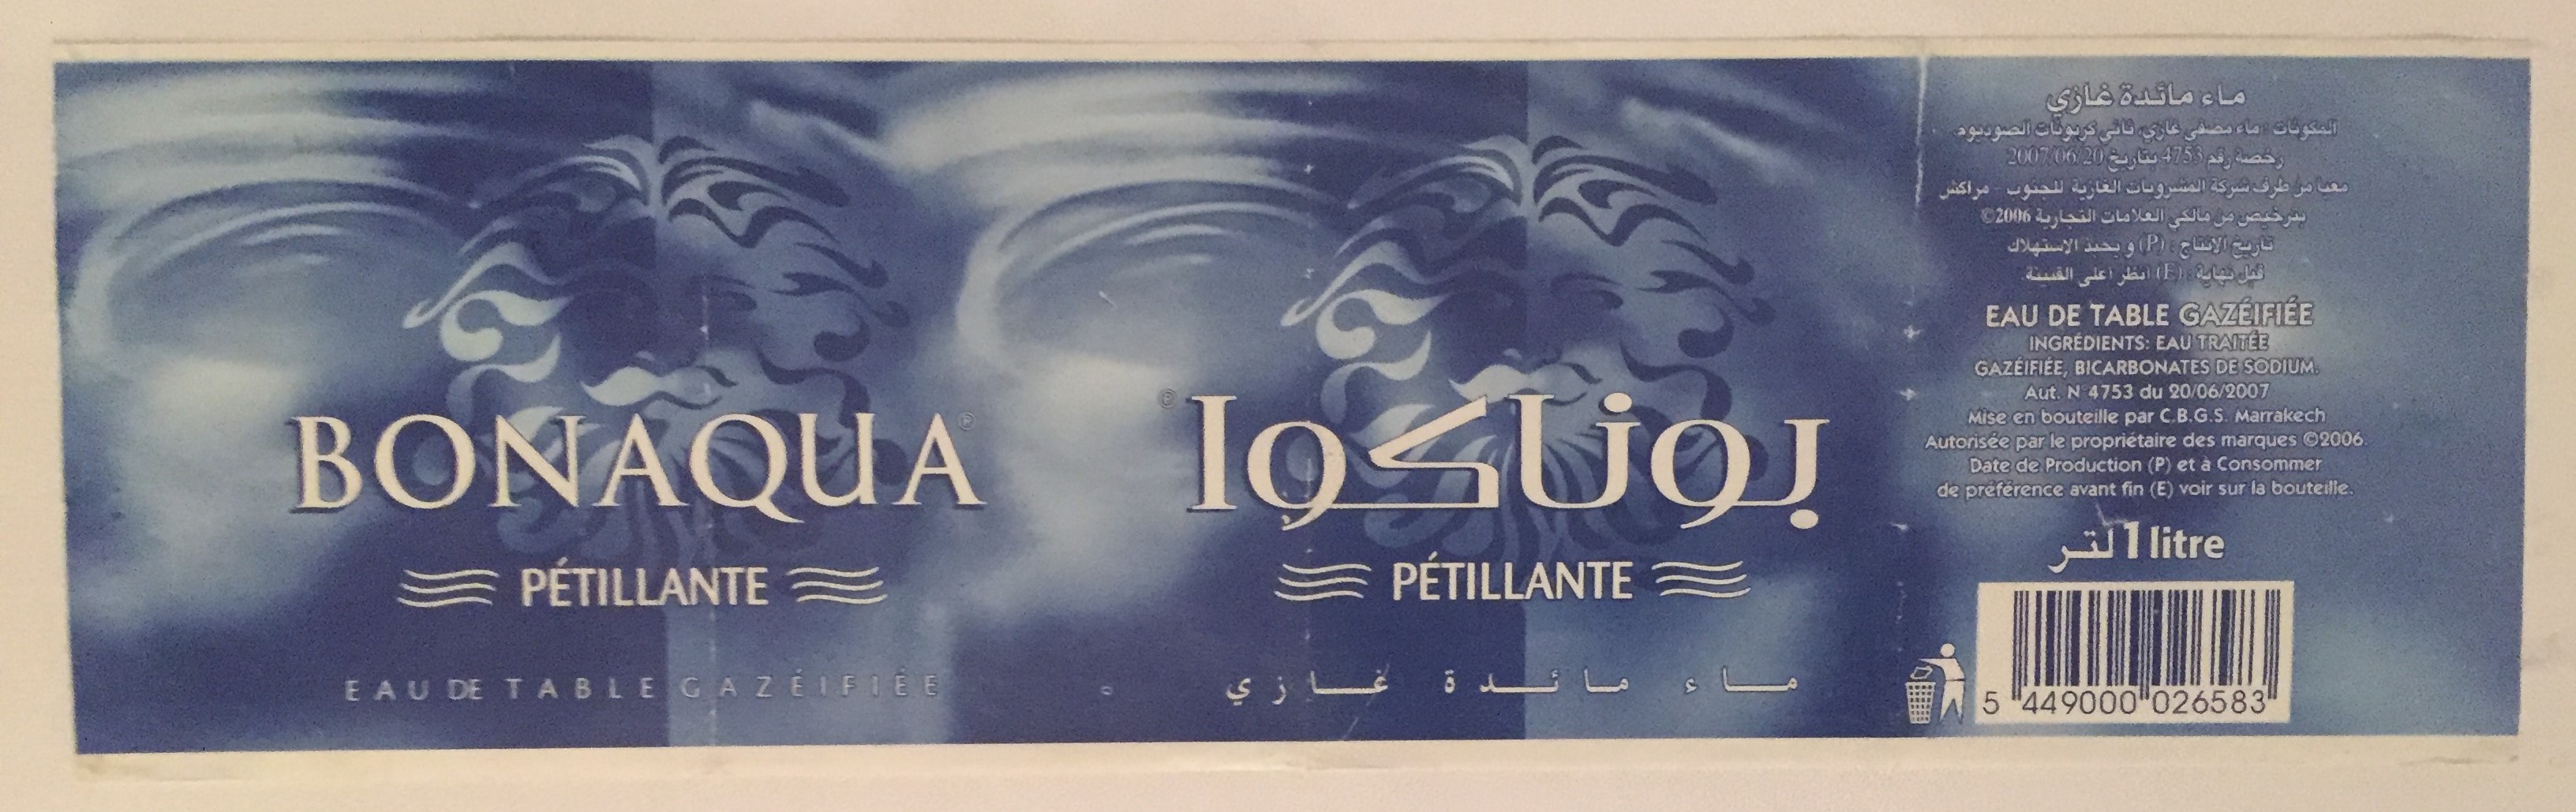 BONAQUA®
PÉTILLANTE
EAU DE TABLE GAZÉIFIÉE
بوناكوا®
PÉTILLANTE
ماء مائدة غازي
ماء مائدة غازي
المكونات : ماء مصفى غازي، ثاني كربونات الصوديوم.
رخصة رقم 4753 بتاريخ 2007/06/20
معبأ من طرف شركة المشروبات الغازية للجنوب - مراكش
بترخيص من مالكي العلامات التجارية 2006©
تاريخ الإنتاج : (P) و يحبذ الاستهلاك
قبل نهاية : (E) انظر أعلى القنينة.
EAU DE TABLE GAZÉIFIÉE
INGRÉDIENTS: EAU TRAITÉE
GAZÉIFIÉE, BICARBONATES DE SODIUM.
Aut. N°4753 du 20/06/2007
Mise en bouteille par C.B.G.S. Marrakech
Autorisée par le propriétaire des marques ©2006.
Date de Production (P) et à Consommer
de préférence avant fin (E) voir sur la bouteille.
لتر 1 litre
5 449000 026583